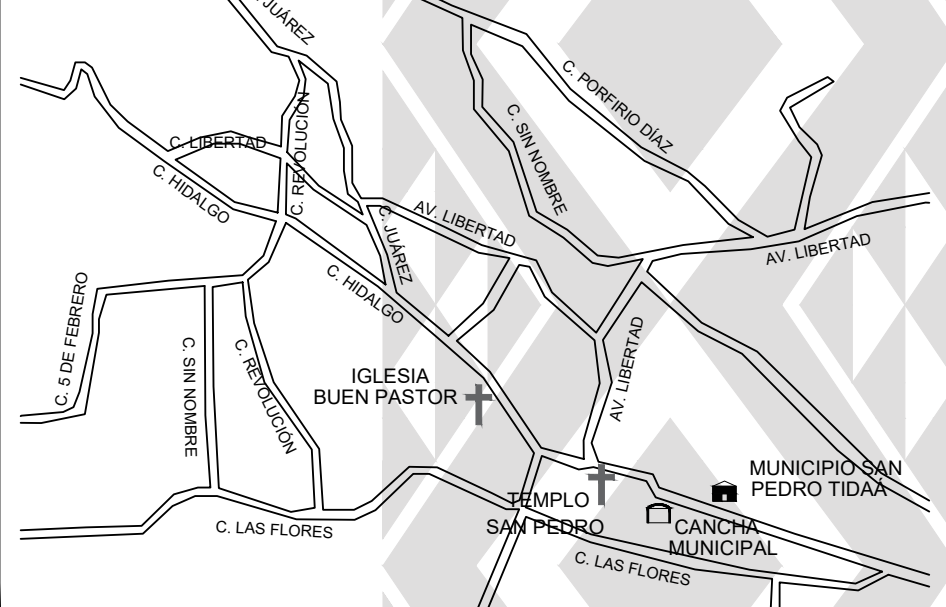 JUÁREZ
C. PORFIRIO DÍAZ
C. LIBERTAD
C. REVOLUCIÓN
C. SIN NOMBRE
C. HIDALGO
AV. LIBERTAD
C. JUÁREZ
AV. LIBERTAD
C. HIDALGO
C. 5 DE FEBRERO
C. SIN NOMBRE
C. REVOLUCIÓN
AV. LIBERTAD
IGLESIA
BUEN PASTOR
MUNICIPIO SAN
PEDRO TIDAÁ
TEMPLO
SAN PEDRO
CANCHA
MUNICIPAL
C. LAS FLORES
C. LAS FLORES